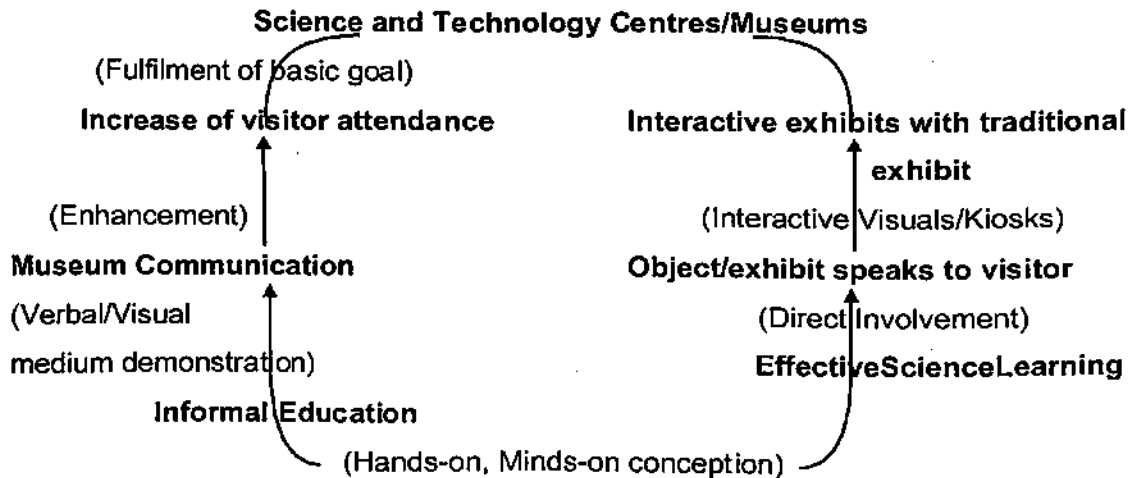 Science and Technology Centres/Museums
(Fulfilment of basic goal)
Increase of visitor attendance
Interactive exhibits with traditional
exhibit
(Enhancement)
(Interactive Visuals/Kiosks)
Museum Communication
Object/exhibit speaks to visitor
(Verbal/Visual
(Direct Involvement)
medium demonstration)
EffectiveScienceLearning
Informal Education
(Hands-on, Minds-on conception)